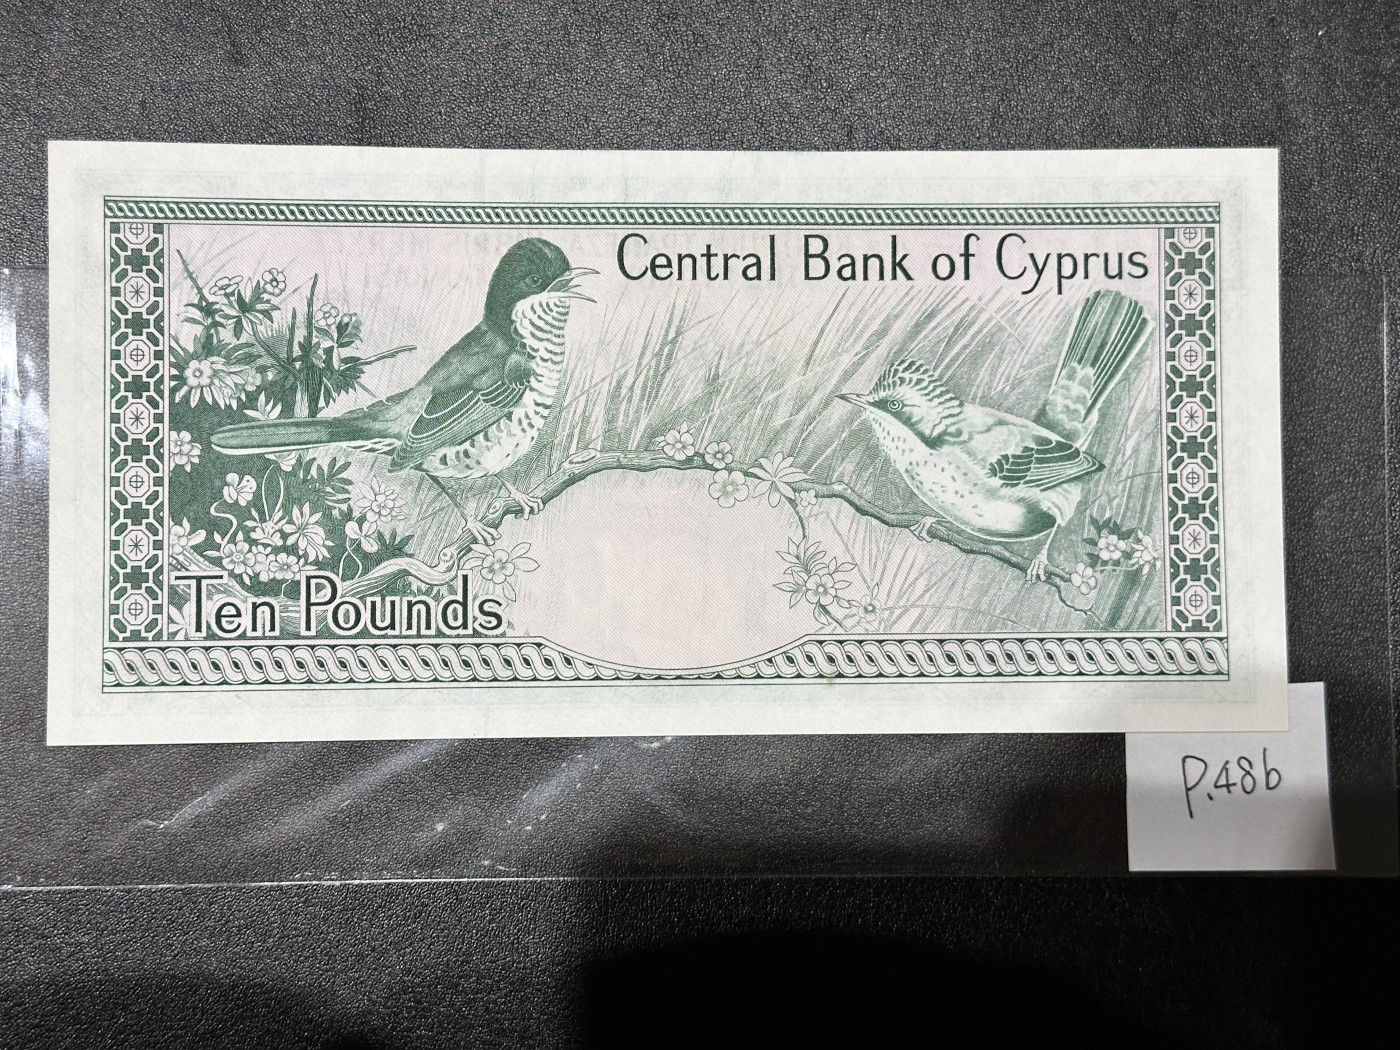 Central Bank of Cyprus
Ten Pounds
P.48b